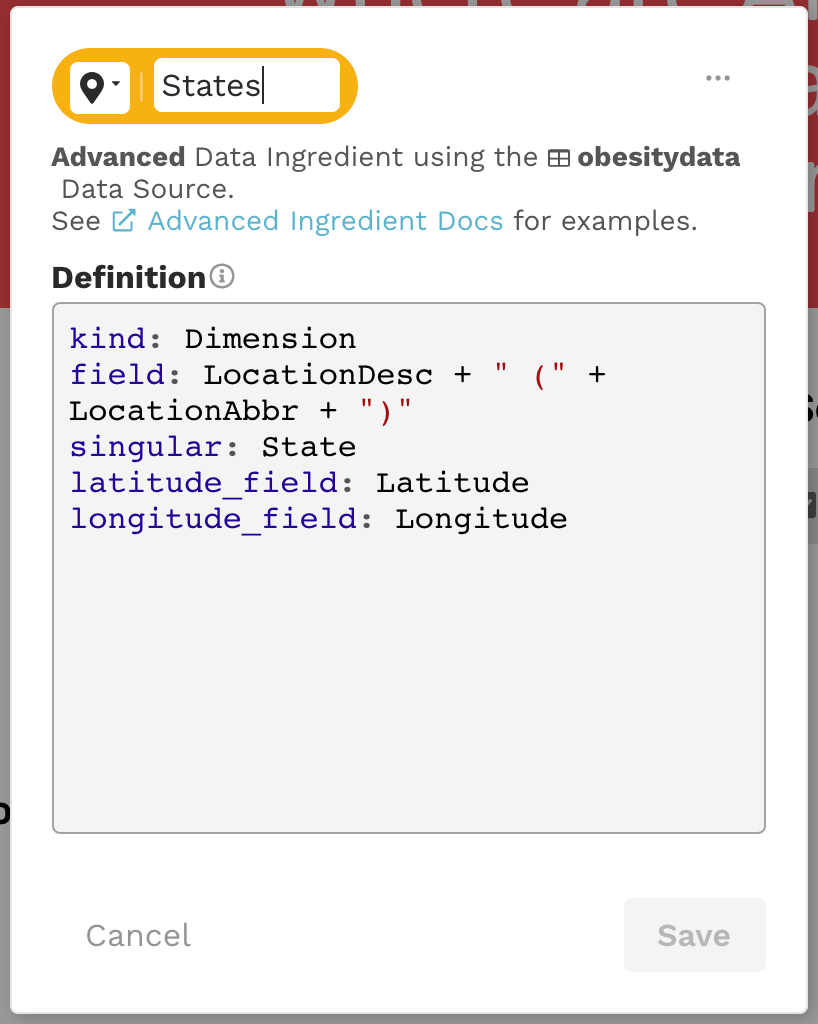 States
Advanced Data Ingredient using the obesitydata
Data Source.
See Advanced Ingredient Docs for examples.
Definition
kind: Dimension
field: LocationDesc + " (" +
LocationAbbr + ")"
singular: State
latitude_field: Latitude
longitude_field: Longitude
Cancel
Save